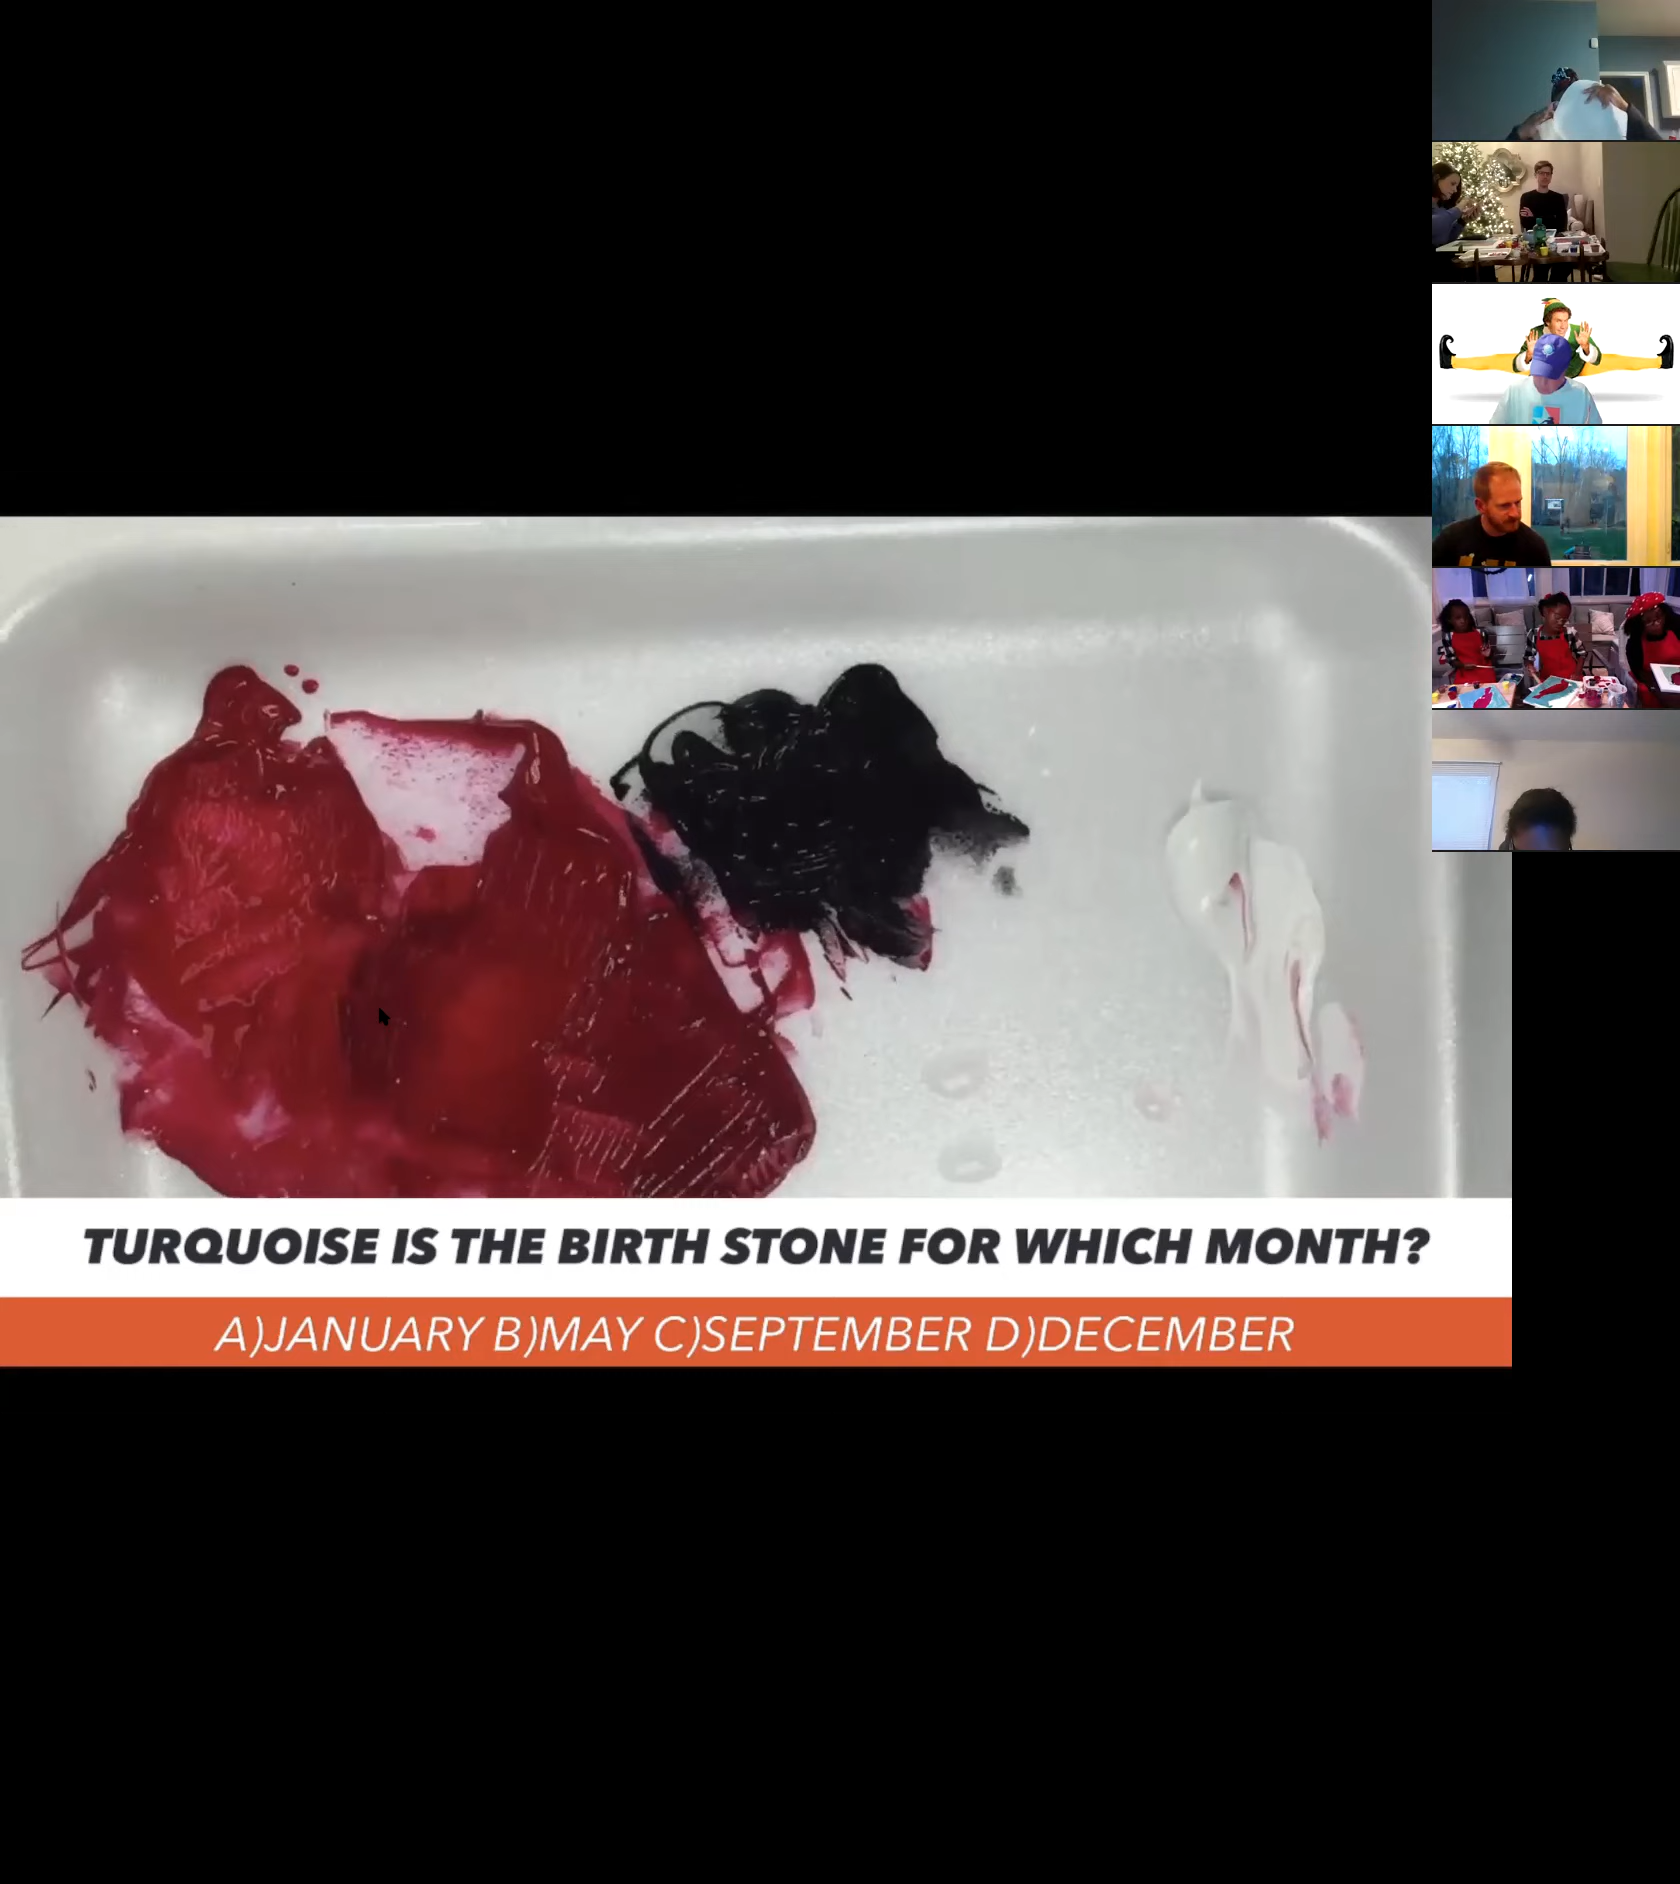 TURQUOISE IS THE BIRTH STONE FOR WHICH MONTH?
A)JANUARY B)MAY C)SEPTEMBER D)DECEMBER